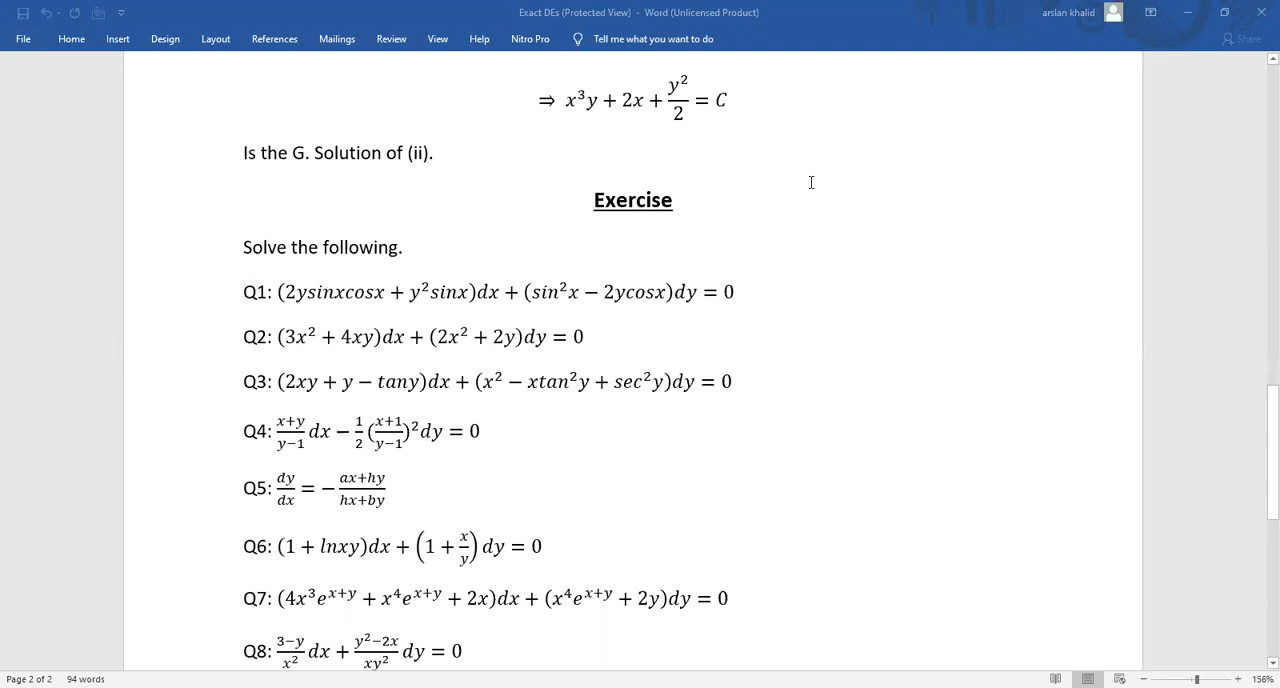 Exact DEs (Protected View) - Word (Unlicensed Product)
arslan khalid
File Home Insert Design Layout References Mailings Review View Help Nitro Pro Tell me what you want to do Share
⇒ x³y + 2x + y²/2 = C
Is the G. Solution of (ii).
Exercise
Solve the following.
Q1: (2ysinxcosx + y²sinx)dx + (sin²x − 2ycosx)dy = 0
Q2: (3x² + 4xy)dx + (2x² + 2y)dy = 0
Q3: (2xy + y − tany)dx + (x² − xtan²y + sec²y)dy = 0
Q4: (x+y)/(y−1) dx − 1/2 ((x+1)/(y−1))² dy = 0
Q5: dy/dx = − (ax+hy)/(hx+by)
Q6: (1 + lnxy)dx + (1 + x/y) dy = 0
Q7: (4x³eˣ⁺ʸ + x⁴eˣ⁺ʸ + 2x)dx + (x⁴eˣ⁺ʸ + 2y)dy = 0
Q8: (3−y)/x² dx + (y²−2x)/(xy²) dy = 0
Page 2 of 2 94 words 156%